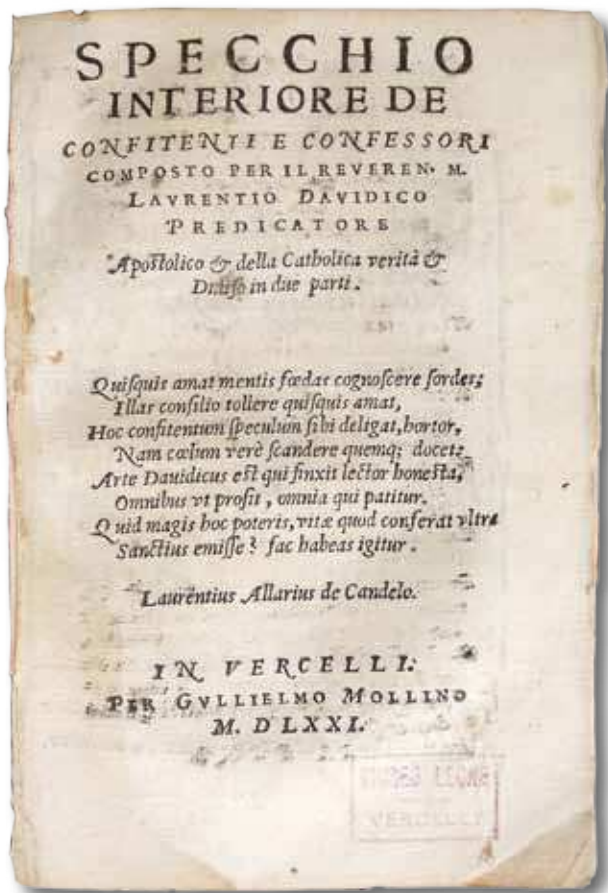 SPECCHIO
INTERIORE DE
CONFITENTI E CONFESSORI
COMPOSTO PER IL REVEREN. M.
LAVRENTIO DAVIDICO
PREDICATORE
Apoſtolico & della Catholica verità &
Diuiſo in due parti.
Quiſquis amat mentis fœdas cognoſcere ſordes;
Illas conſilio tollere quiſquis amat,
Hoc confitentum ſpeculum ſibi deligat, hortor,
Nam cœlum verè ſcandere quemq; docet:
Arte Dauidicus eſt qui finxit lector honeſta,
Omnibus vt proſit, omnia qui patitur.
Quid magis hoc poteris, vitæ quod conferat vltra
Sanctius emiſſe? fac habeas igitur.
Laurẽtius Allarius de Candelo.
IN VERCELLI.
PER GVLLIELMO MOLLINO
M. DLXXI.
VERCELLI